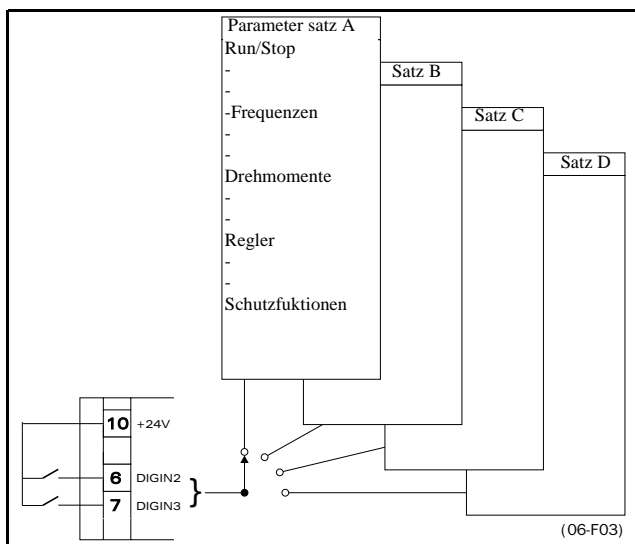 Parameter satz A
Run/Stop
-
-
-Frequenzen
-
-
Drehmomente
-
-
Regler
-
-
Schutzfuktionen
Satz B
Satz C
Satz D
10 +24V
6 DIGIN2
7 DIGIN3
}
(06-F03)